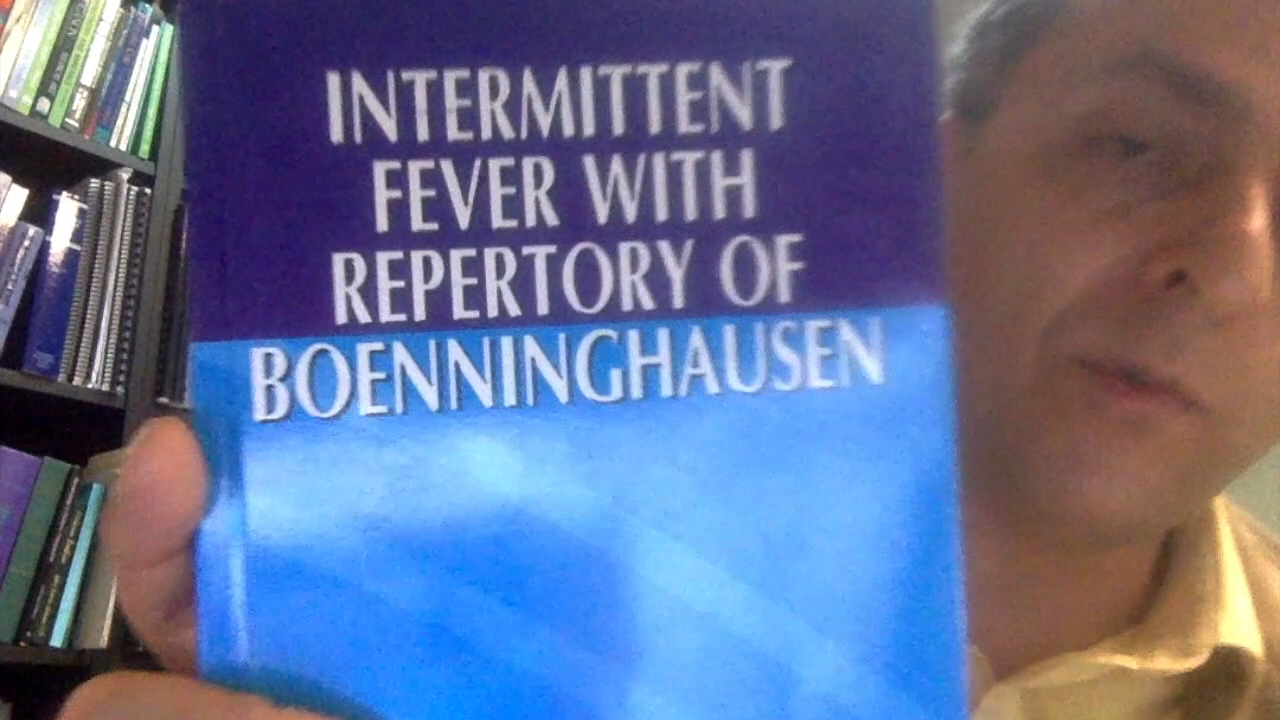 INTERMITTENT
FEVER WITH
REPERTORY OF
BOENNINGHAUSEN